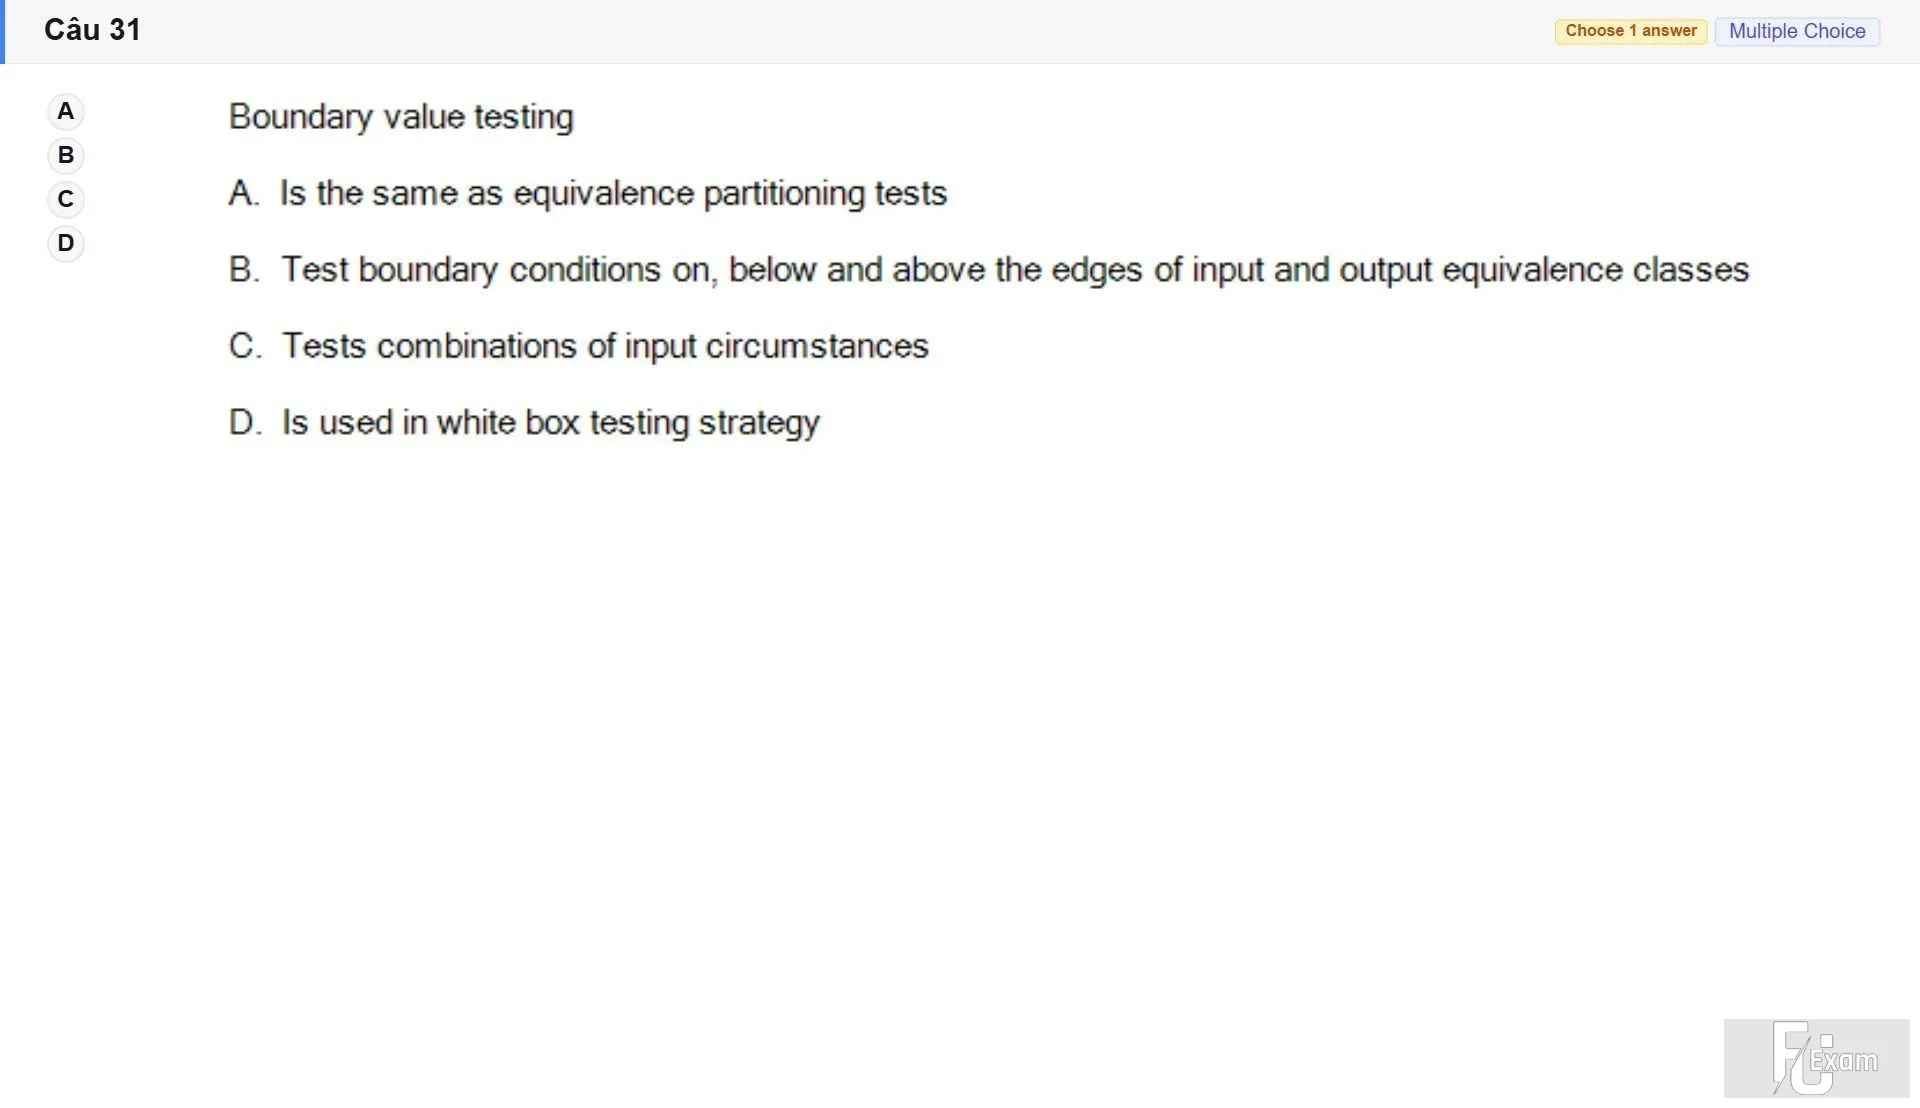 Câu 31
Choose 1 answer
Multiple Choice
A
B
C
D
Boundary value testing
A. Is the same as equivalence partitioning tests
B. Test boundary conditions on, below and above the edges of input and output equivalence classes
C. Tests combinations of input circumstances
D. Is used in white box testing strategy
FU Exam